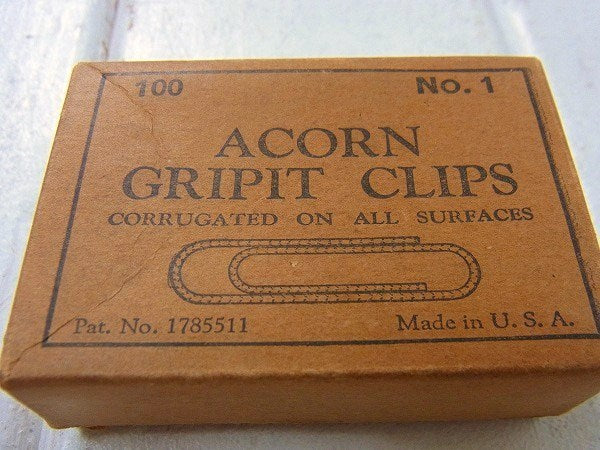 100 No. 1
ACORN
GRIPIT CLIPS
CORRUGATED ON ALL SURFACES
Pat. No. 1785511 Made in U. S. A.